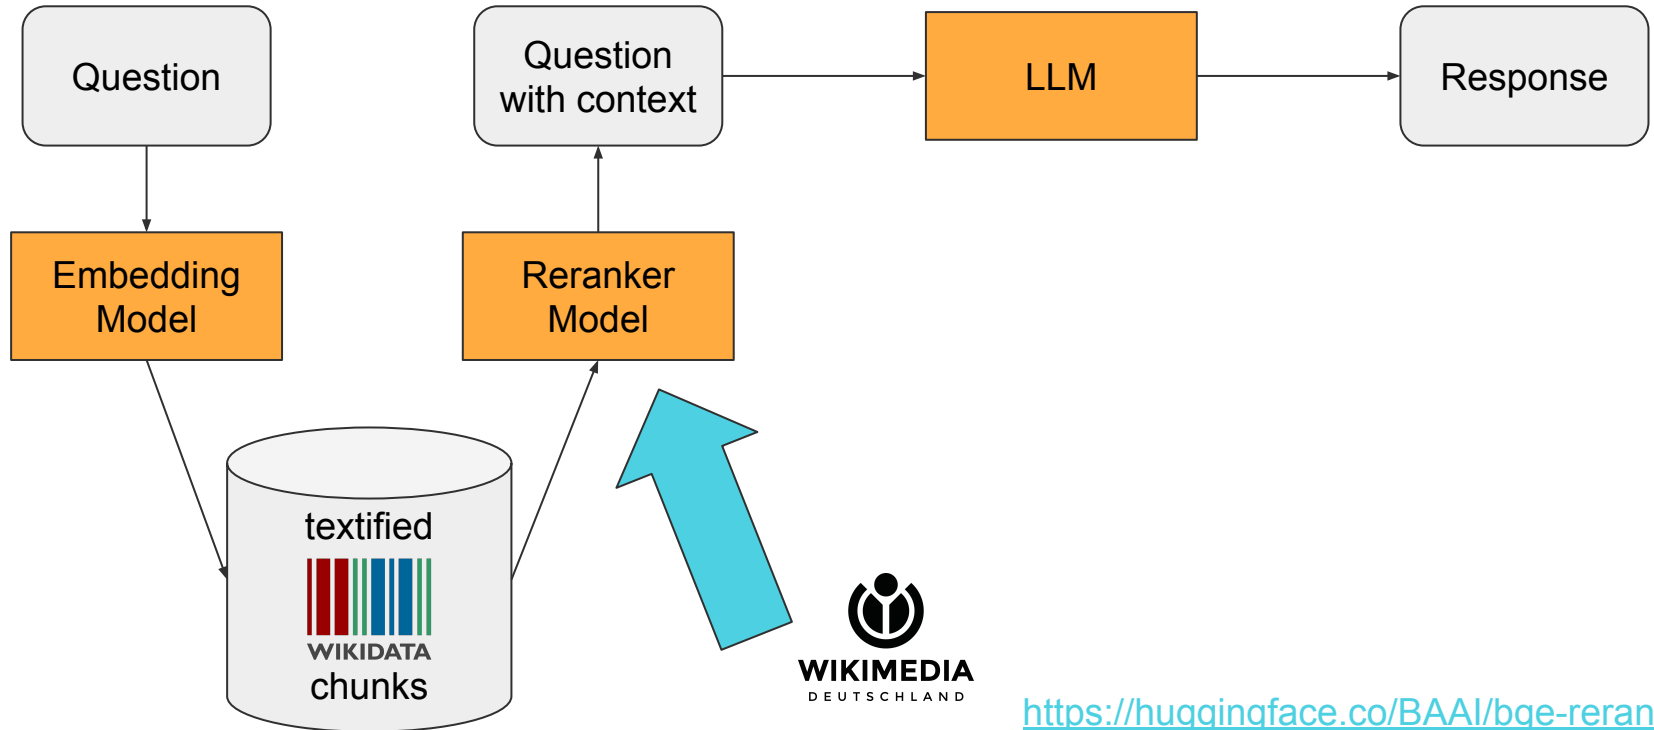 Question
Question
with context
LLM
Response
Embedding
Model
Reranker
Model
textified
WIKIDATA
chunks
WIKIMEDIA
DEUTSCHLAND
https://huggingface.co/BAAI/bge-reran